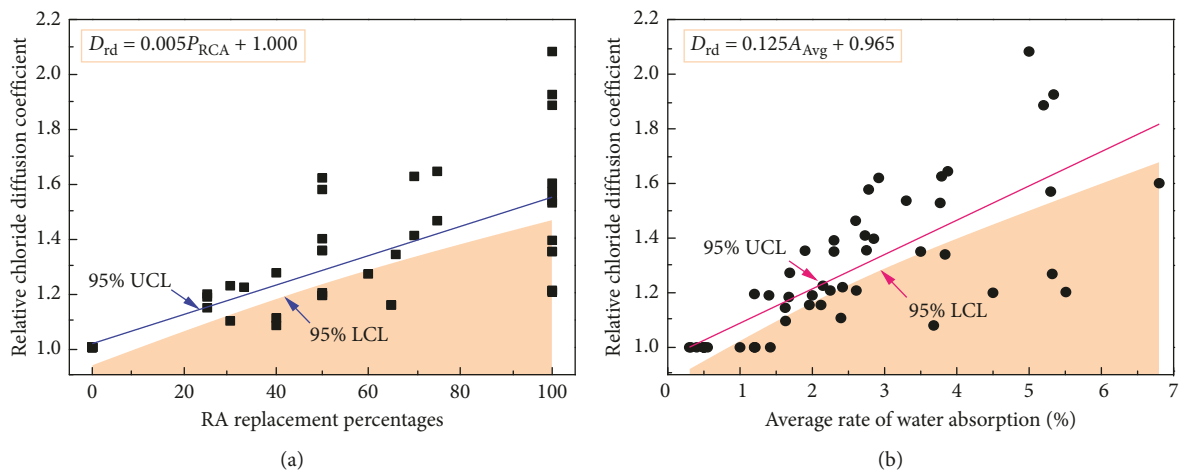 D_rd = 0.005P_RCA + 1.000
Relative chloride diffusion coefficient
2.2
2.0
1.8
1.6
1.4
1.2
1.0
95% UCL
95% LCL
0 20 40 60 80 100
RA replacement percentages
(a)
D_rd = 0.125A_Avg + 0.965
Relative chloride diffusion coefficient
2.2
2.0
1.8
1.6
1.4
1.2
1.0
95% UCL
95% LCL
0 1 2 3 4 5 6 7
Average rate of water absorption (%)
(b)